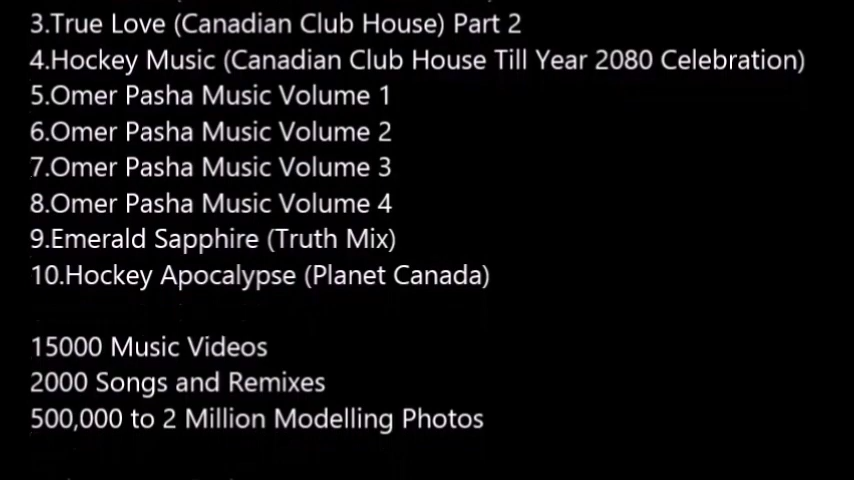 3.True Love (Canadian Club House) Part 2
4.Hockey Music (Canadian Club House Till Year 2080 Celebration)
5.Omer Pasha Music Volume 1
6.Omer Pasha Music Volume 2
7.Omer Pasha Music Volume 3
8.Omer Pasha Music Volume 4
9.Emerald Sapphire (Truth Mix)
10.Hockey Apocalypse (Planet Canada)
15000 Music Videos
2000 Songs and Remixes
500,000 to 2 Million Modelling Photos